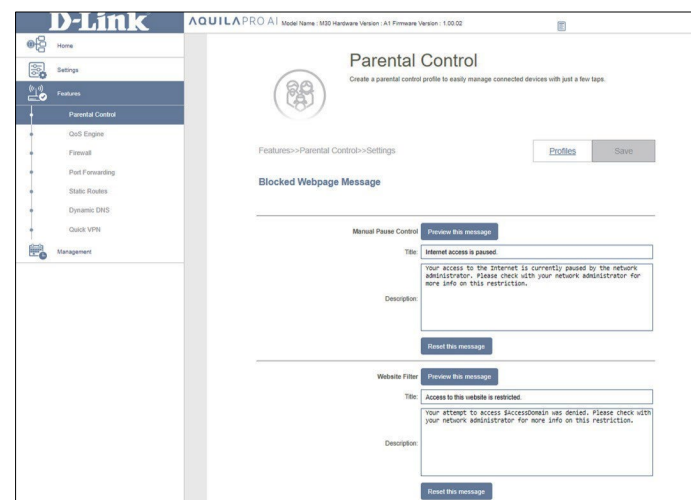 D-Link
AQUILA PRO AI Model Name : M30 Hardware Version : A1 Firmware Version : 1.00.02
Home
Settings
Features
Parental Control
QoS Engine
Firewall
Port Forwarding
Static Routes
Dynamic DNS
Quick VPN
Management
Parental Control
Create a parental control profile to easily manage connected devices with just a few taps.
Features>>Parental Control>>Settings
Profiles
Save
Blocked Webpage Message
Manual Pause Control Preview this message
Title: Internet access is paused.
Description:
Your access to the Internet is currently paused by the network
administrator. Please check with your network administrator for
more info on this restriction.
Reset this message
Website Filter Preview this message
Title: Access to this website is restricted.
Description:
Your attempt to access $AccessDomain was denied. Please check with
your network administrator for more info on this restriction.
Reset this message